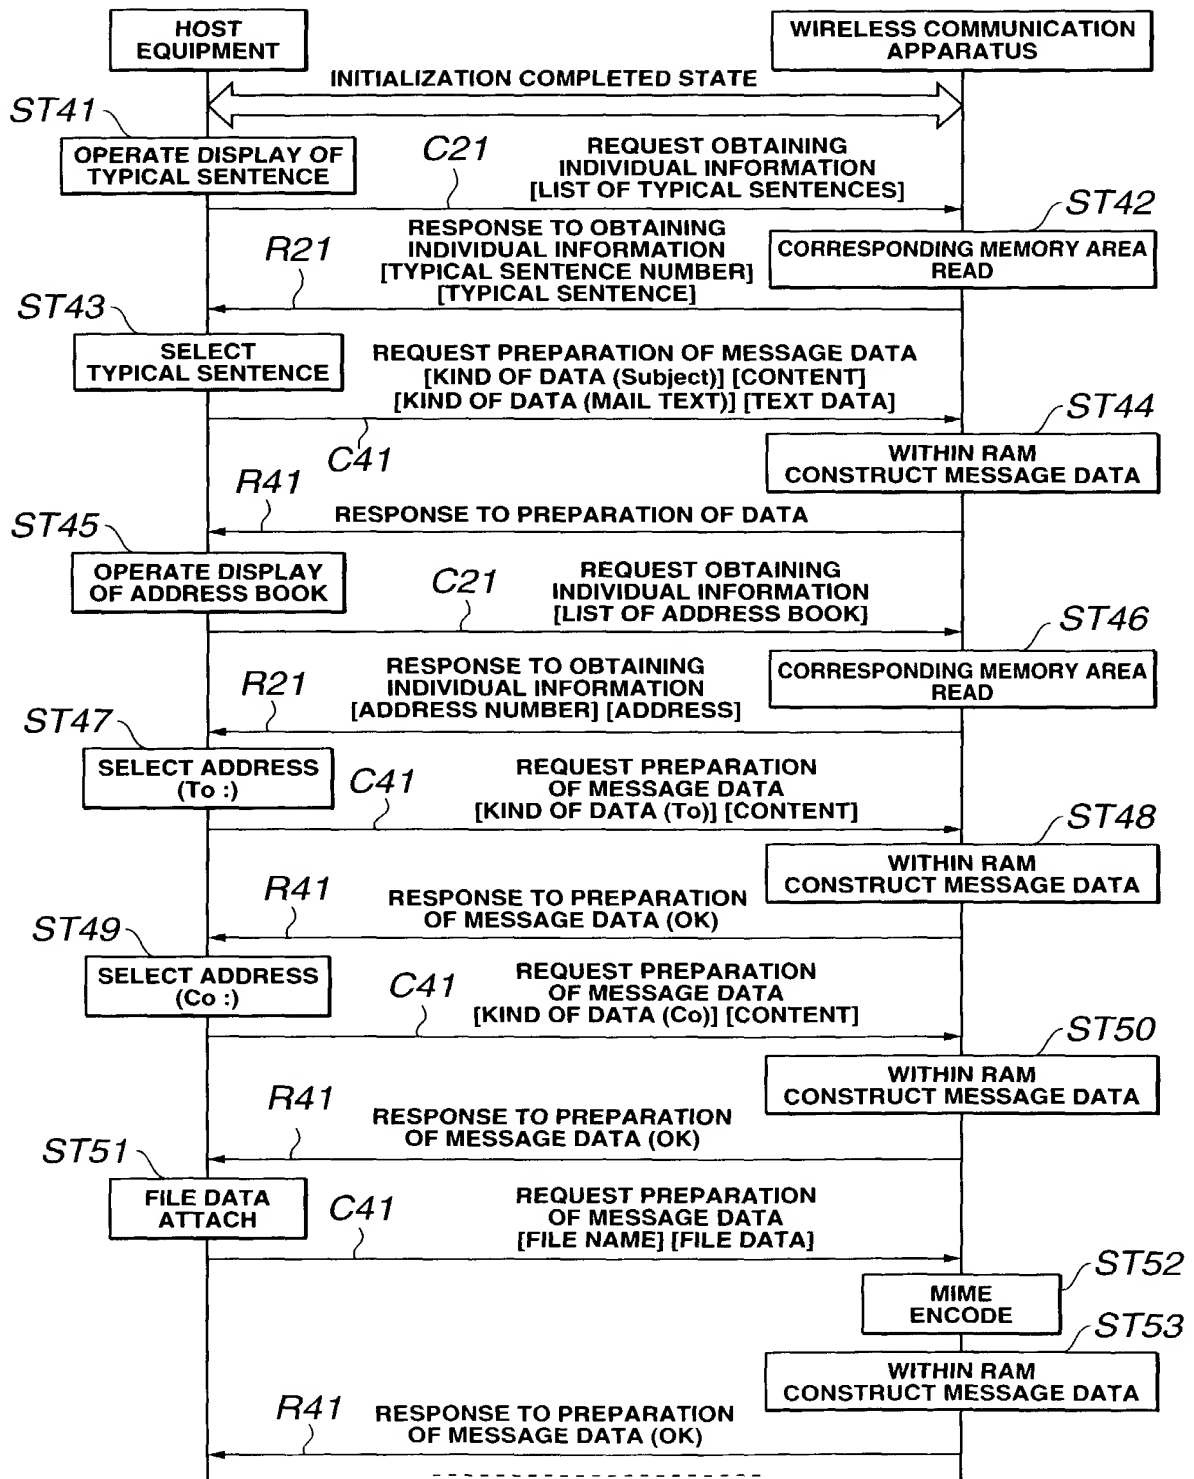 HOST
EQUIPMENT
WIRELESS COMMUNICATION
APPARATUS
INITIALIZATION COMPLETED STATE
ST41
OPERATE DISPLAY OF
TYPICAL SENTENCE
C21
REQUEST OBTAINING
INDIVIDUAL INFORMATION
[LIST OF TYPICAL SENTENCES]
ST42
CORRESPONDING MEMORY AREA
READ
R21
RESPONSE TO OBTAINING
INDIVIDUAL INFORMATION
[TYPICAL SENTENCE NUMBER]
[TYPICAL SENTENCE]
ST43
SELECT
TYPICAL SENTENCE
REQUEST PREPARATION OF MESSAGE DATA
[KIND OF DATA (Subject)] [CONTENT]
[KIND OF DATA (MAIL TEXT)] [TEXT DATA]
C41
ST44
WITHIN RAM
CONSTRUCT MESSAGE DATA
R41
RESPONSE TO PREPARATION OF DATA
ST45
OPERATE DISPLAY
OF ADDRESS BOOK
C21
REQUEST OBTAINING
INDIVIDUAL INFORMATION
[LIST OF ADDRESS BOOK]
ST46
CORRESPONDING MEMORY AREA
READ
R21
RESPONSE TO OBTAINING
INDIVIDUAL INFORMATION
[ADDRESS NUMBER] [ADDRESS]
ST47
SELECT ADDRESS
(To :)
C41
REQUEST PREPARATION
OF MESSAGE DATA
[KIND OF DATA (To)] [CONTENT]
ST48
WITHIN RAM
CONSTRUCT MESSAGE DATA
R41
RESPONSE TO PREPARATION
OF MESSAGE DATA (OK)
ST49
SELECT ADDRESS
(Co :)
C41
REQUEST PREPARATION
OF MESSAGE DATA
[KIND OF DATA (Co)] [CONTENT]
ST50
WITHIN RAM
CONSTRUCT MESSAGE DATA
R41
RESPONSE TO PREPARATION
OF MESSAGE DATA (OK)
ST51
FILE DATA
ATTACH
C41
REQUEST PREPARATION
OF MESSAGE DATA
[FILE NAME] [FILE DATA]
ST52
MIME
ENCODE
ST53
WITHIN RAM
CONSTRUCT MESSAGE DATA
R41
RESPONSE TO PREPARATION
OF MESSAGE DATA (OK)